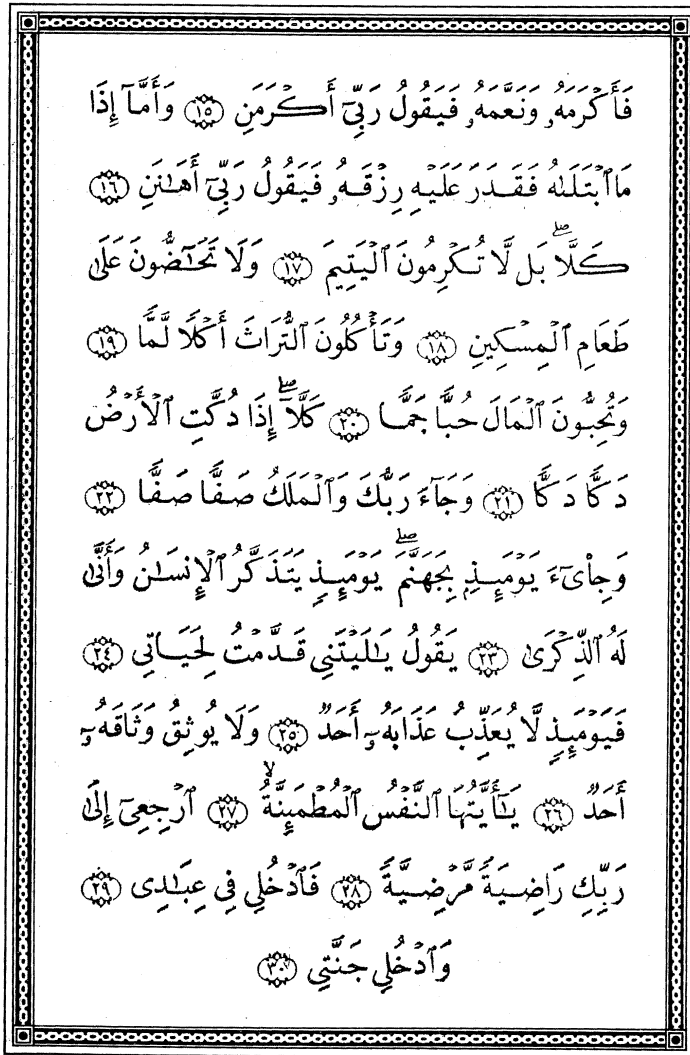 فَأَكْرَمَهُۥ وَنَعَّمَهُۥ فَيَقُولُ رَبِّىٓ أَكْرَمَنِ ﴿١٥﴾ وَأَمَّآ إِذَا
مَا ٱبْتَلَىٰهُ فَقَدَرَ عَلَيْهِ رِزْقَهُۥ فَيَقُولُ رَبِّىٓ أَهَٰنَنِ ﴿١٦﴾
كَلَّا ۖ بَل لَّا تُكْرِمُونَ ٱلْيَتِيمَ ﴿١٧﴾ وَلَا تَحَٰٓضُّونَ عَلَىٰ
طَعَامِ ٱلْمِسْكِينِ ﴿١٨﴾ وَتَأْكُلُونَ ٱلتُّرَاثَ أَكْلًا لَّمًّا ﴿١٩﴾
وَتُحِبُّونَ ٱلْمَالَ حُبًّا جَمًّا ﴿٢٠﴾ كَلَّآ ۖ إِذَا دُكَّتِ ٱلْأَرْضُ
دَكًّا دَكًّا ﴿٢١﴾ وَجَآءَ رَبُّكَ وَٱلْمَلَكُ صَفًّا صَفًّا ﴿٢٢﴾
وَجِا۟ىٓءَ يَوْمَئِذٍۭ بِجَهَنَّمَ ۖ يَوْمَئِذٍ يَتَذَكَّرُ ٱلْإِنسَٰنُ وَأَنَّىٰ
لَهُ ٱلذِّكْرَىٰ ﴿٢٣﴾ يَقُولُ يَٰلَيْتَنِى قَدَّمْتُ لِحَيَاتِى ﴿٢٤﴾
فَيَوْمَئِذٍ لَّا يُعَذِّبُ عَذَابَهُۥٓ أَحَدٌ ﴿٢٥﴾ وَلَا يُوثِقُ وَثَاقَهُۥٓ
أَحَدٌ ﴿٢٦﴾ يَٰٓأَيَّتُهَا ٱلنَّفْسُ ٱلْمُطْمَئِنَّةُ ۙ ﴿٢٧﴾ ٱرْجِعِىٓ إِلَىٰ
رَبِّكِ رَاضِيَةً مَّرْضِيَّةً ﴿٢٨﴾ فَٱدْخُلِى فِى عِبَٰدِى ﴿٢٩﴾
وَٱدْخُلِى جَنَّتِى ﴿٣٠﴾